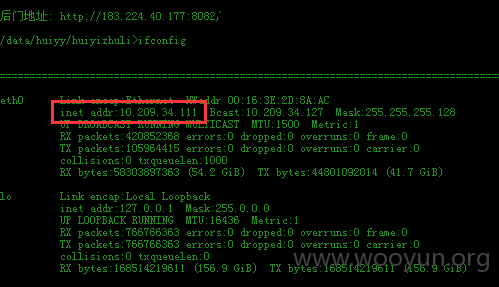 后门地址: http://183.224.40.177:8082/
/data/huiyy/huiyizhuli>ifconfig
================================================================
eth0 Link encap:Ethernet HWaddr 00:16:3E:2D:8A:AC
inet addr:10.209.34.111 Bcast:10.209.34.127 Mask:255.255.255.128
UP BROADCAST RUNNING MULTICAST MTU:1500 Metric:1
RX packets:420852368 errors:0 dropped:0 overruns:0 frame:0
TX packets:105964415 errors:0 dropped:0 overruns:0 carrier:0
collisions:0 txqueuelen:1000
RX bytes:58303897363 (54.2 GiB) TX bytes:44801092014 (41.7 GiB)
lo Link encap:Local Loopback
inet addr:127.0.0.1 Mask:255.0.0.0
UP LOOPBACK RUNNING MTU:16436 Metric:1
RX packets:766766363 errors:0 dropped:0 overruns:0 frame:0
TX packets:766766363 errors:0 dropped:0 overruns:0 carrier:0
collisions:0 txqueuelen:0
RX bytes:168514219611 (156.9 GiB) TX bytes:168514219611 (156.9 GiB)
www.wooyun.org